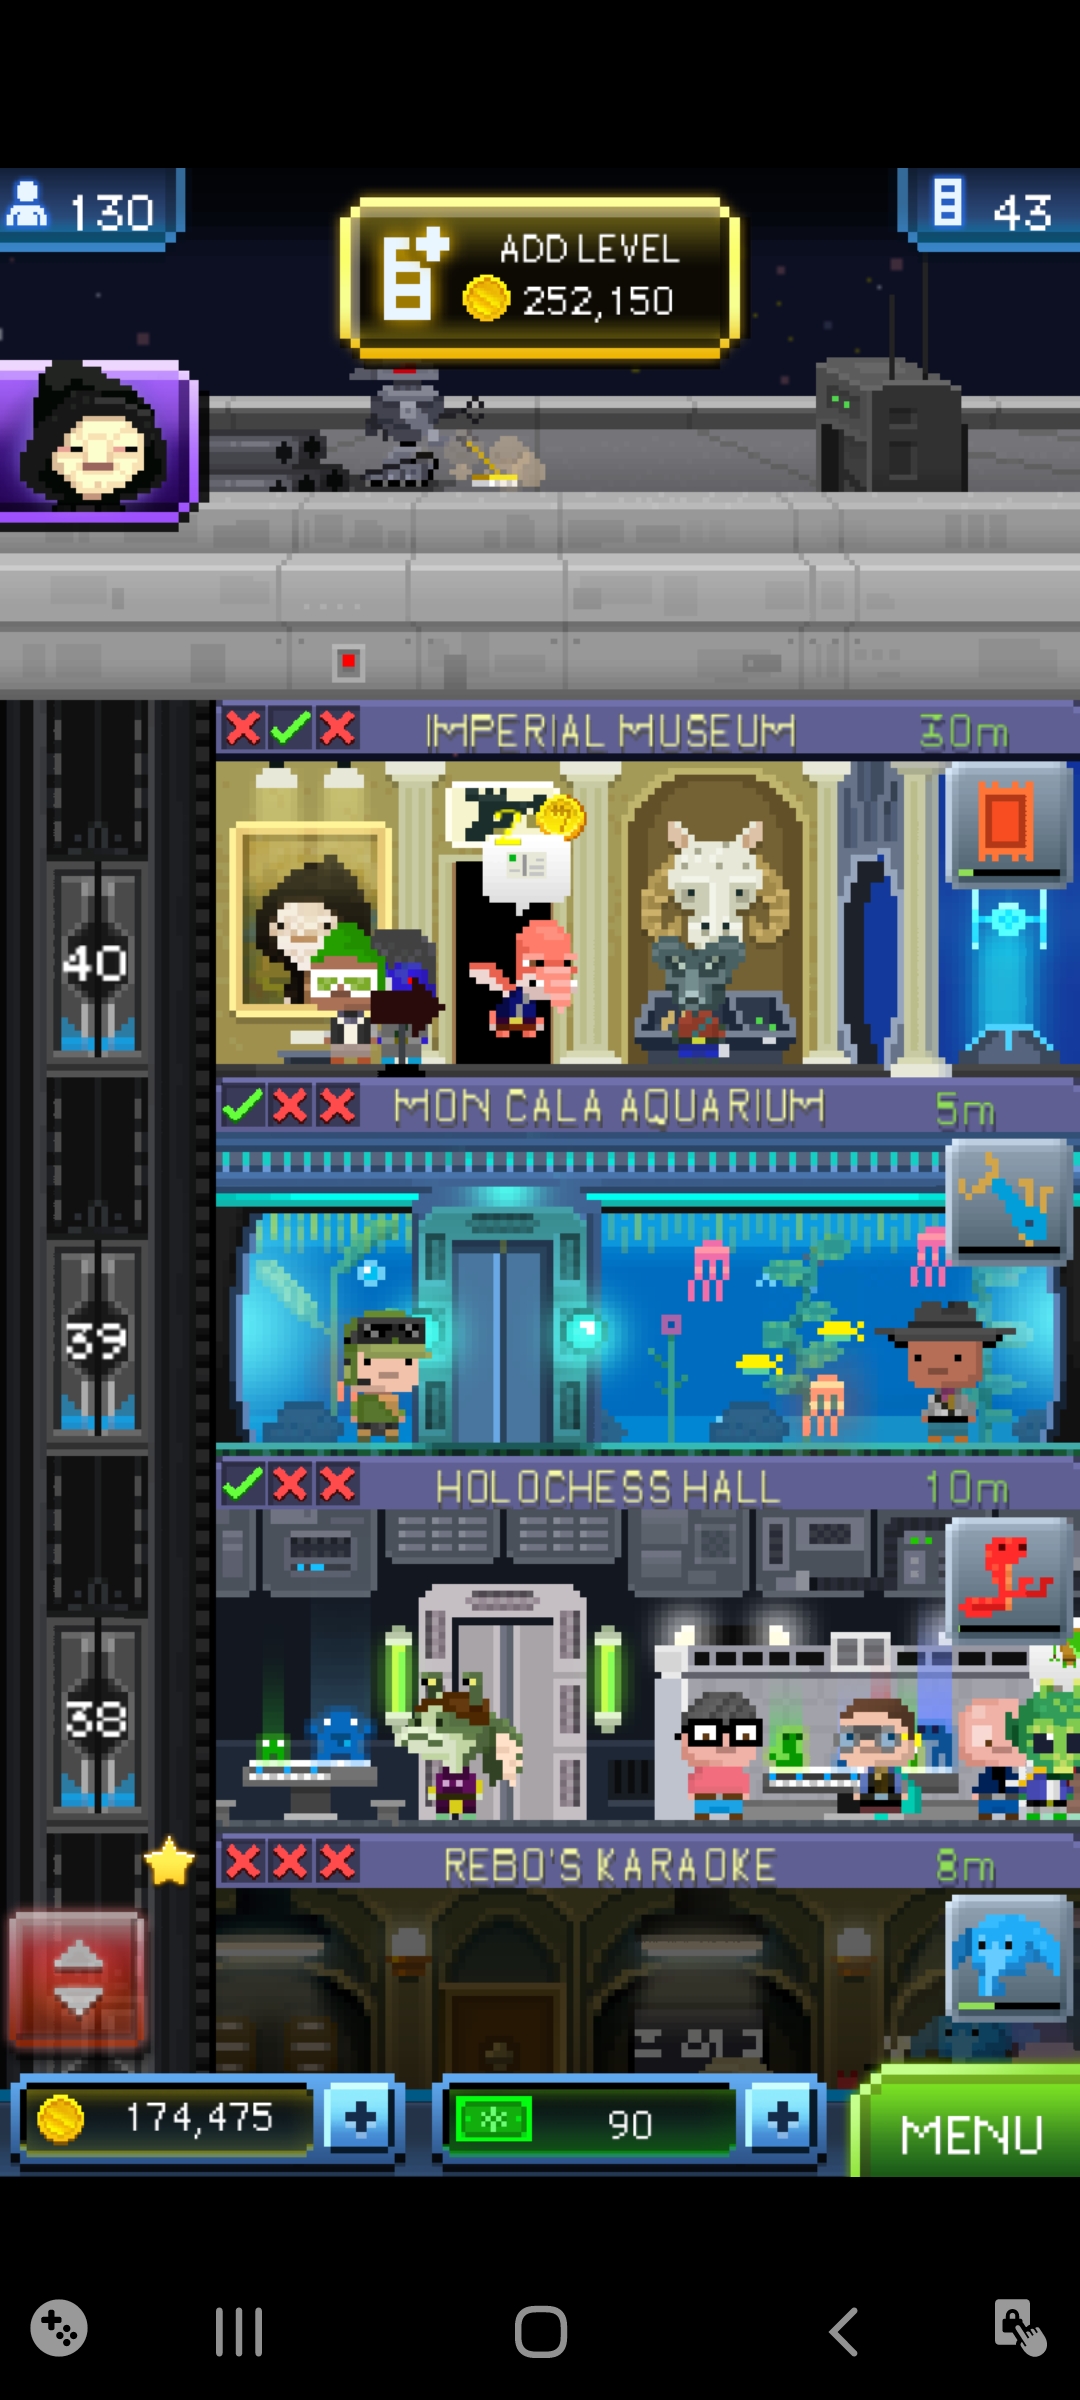 130
ADD LEVEL
252,150
43
IMPERIAL MUSEUM 30m
40
MON CALA AQUARIUM 5m
39
HOLOCHESS HALL 10m
38
REBO'S KARAOKE 8m
174,475
90
MENU